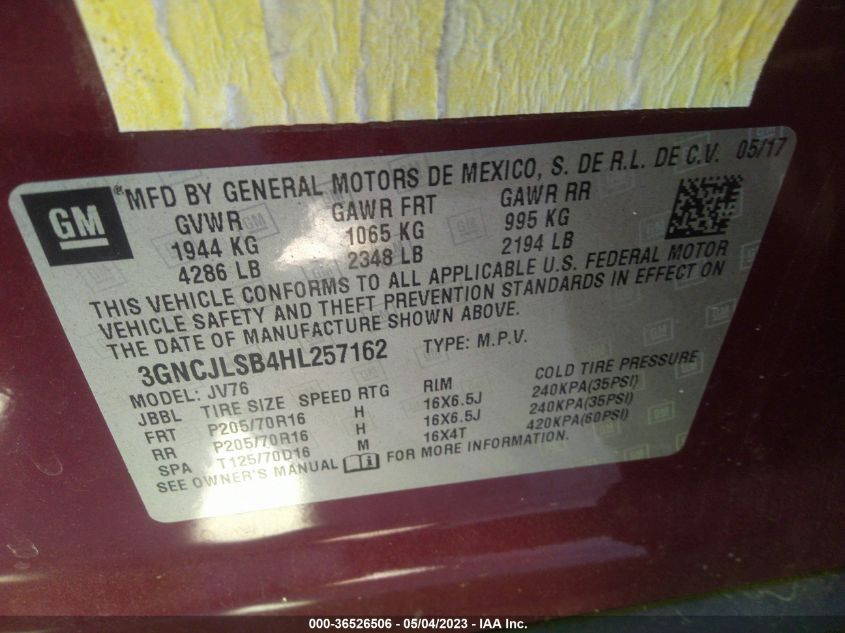 GM
®MFD BY GENERAL MOTORS DE MEXICO, S. DE R.L. DE C.V. 05/17
GVWR GAWR FRT GAWR RR
1944 KG 1065 KG 995 KG
4286 LB 2348 LB 2194 LB
THIS VEHICLE CONFORMS TO ALL APPLICABLE U.S. FEDERAL MOTOR
VEHICLE SAFETY AND THEFT PREVENTION STANDARDS IN EFFECT ON
THE DATE OF MANUFACTURE SHOWN ABOVE.
3GNCJLSB4HL257162 TYPE: M.P.V.
MODEL: JV76
JBBL TIRE SIZE SPEED RTG RIM COLD TIRE PRESSURE
FRT P205/70R16 H 16X6.5J 240KPA(35PSI)
RR P205/70R16 H 16X6.5J 240KPA(35PSI)
SPA T125/70D16 M 16X4T 420KPA(60PSI)
SEE OWNER'S MANUAL FOR MORE INFORMATION.
000-36526506 - 05/04/2023 - IAA Inc.